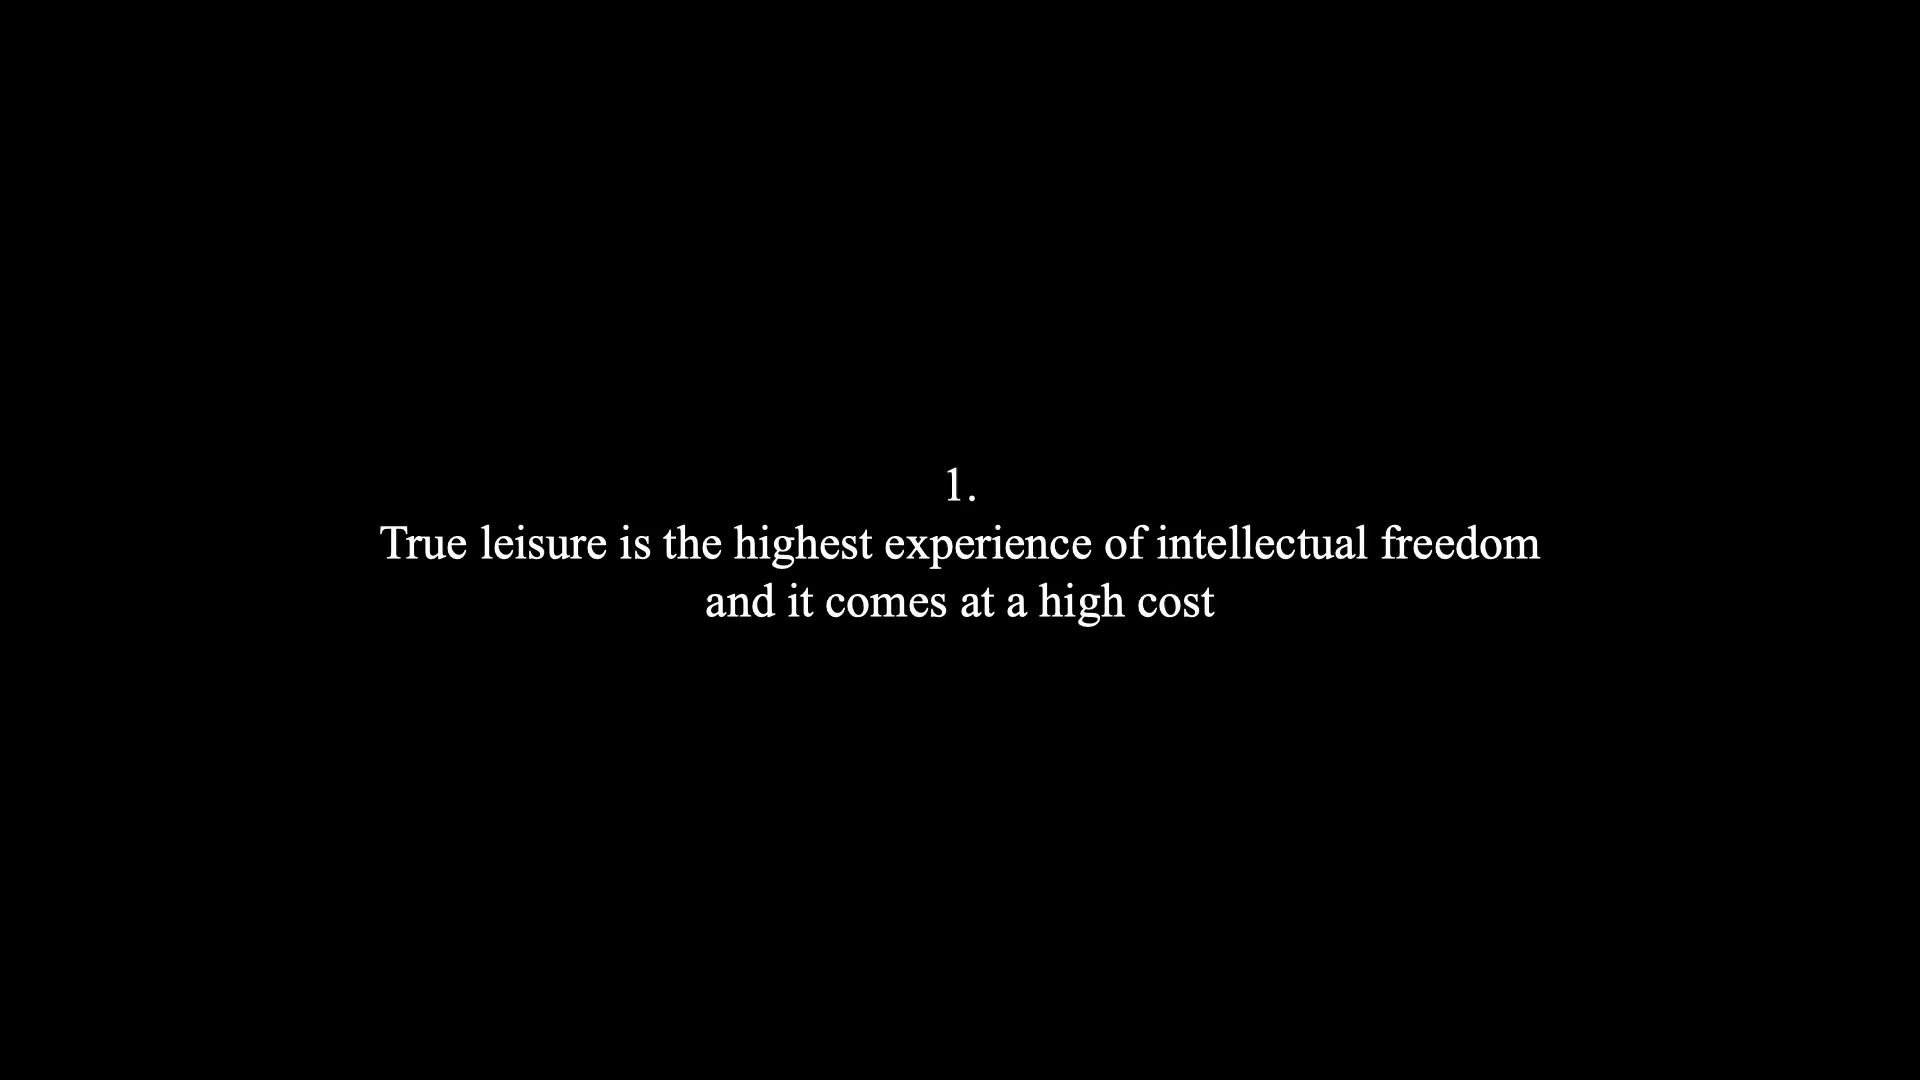 1.
True leisure is the highest experience of intellectual freedom
and it comes at a high cost